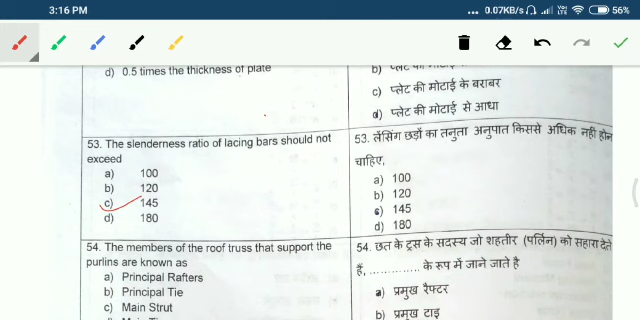 3:16 PM
... 0.07KB/s VoLTE 56%
d) 0.5 times the thickness of plate
53. The slenderness ratio of lacing bars should not
exceed
a) 100
b) 120
c) 145
d) 180
54. The members of the roof truss that support the
purlins are known as
a) Principal Rafters
b) Principal Tie
c) Main Strut
b)
c) प्लेट की मोटाई के बराबर
d) प्लेट की मोटाई से आधा
53. लेसिंग छड़ों का तनुता अनुपात किससे अधिक नही होन
चाहिए,
a) 100
b) 120
c) 145
d) 180
54. छत के ट्रस के सदस्य जो शहतीर (पर्लिन) को सहारा देते
हैं, ............. के रूप में जाने जाते है
a) प्रमुख रैफ्टर
b) प्रमुख टाइ